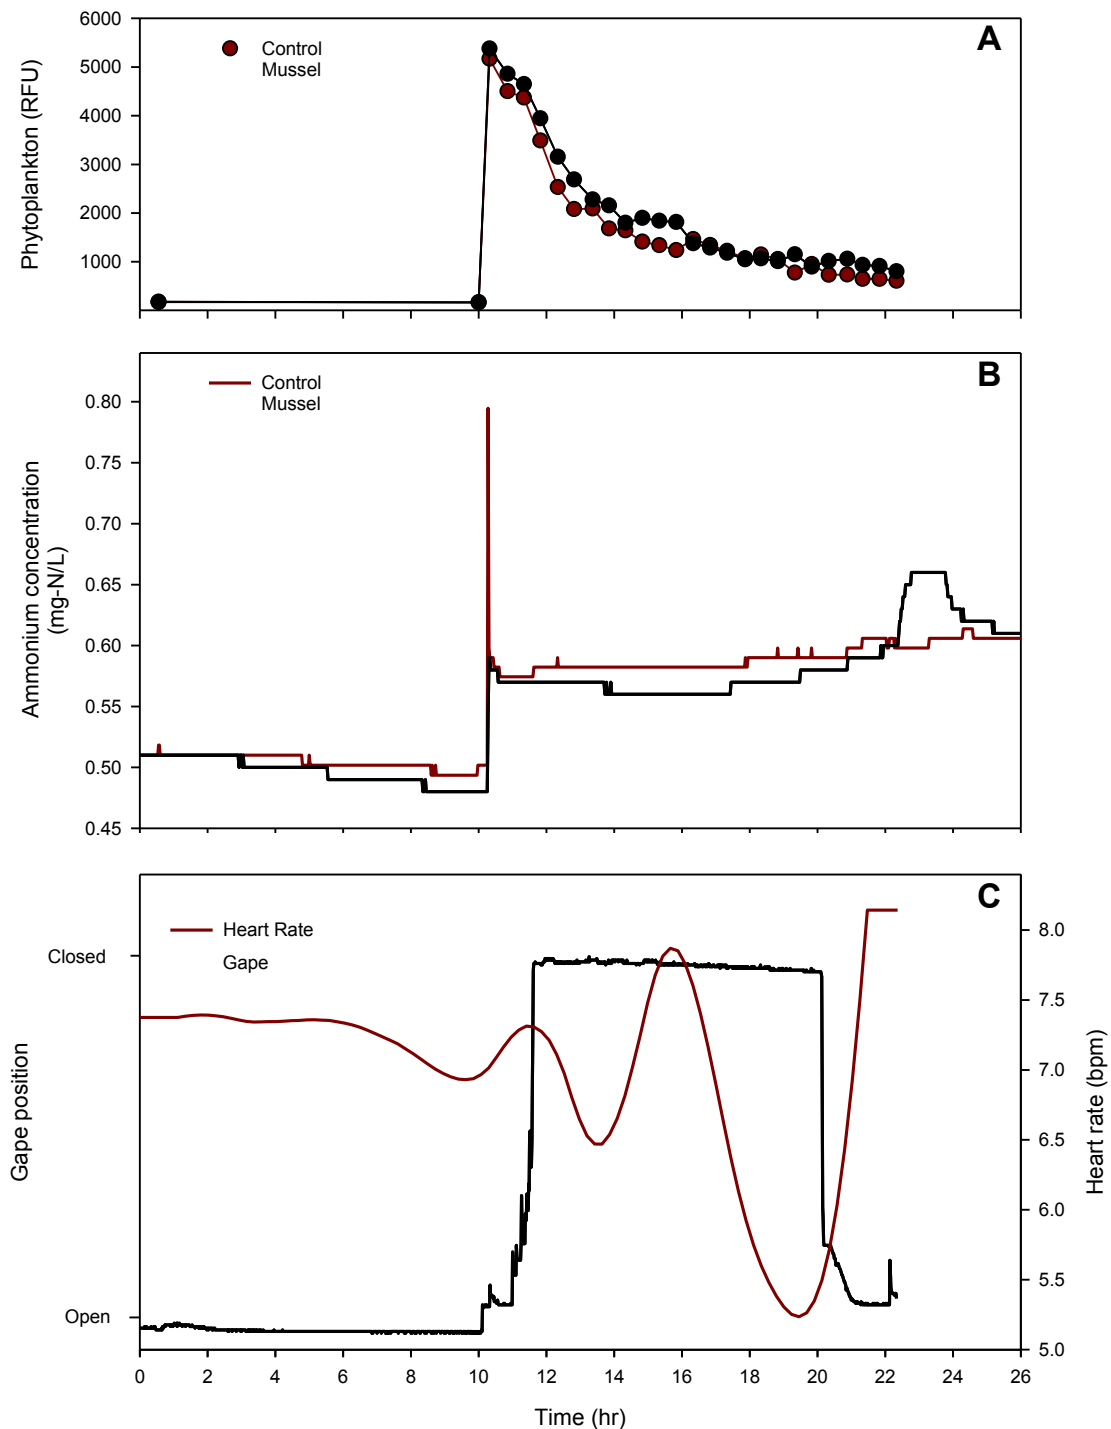 A
Control
Mussel
6000
5000
4000
3000
2000
1000
Phytoplankton (RFU)
B
Control
Mussel
0.80
0.75
0.70
0.65
0.60
0.55
0.50
0.45
Ammonium concentration
(mg-N/L)
C
Heart Rate
Gape
Closed
Open
Gape position
8.0
7.5
7.0
6.5
6.0
5.5
5.0
Heart rate (bpm)
0 2 4 6 8 10 12 14 16 18 20 22 24 26
Time (hr)